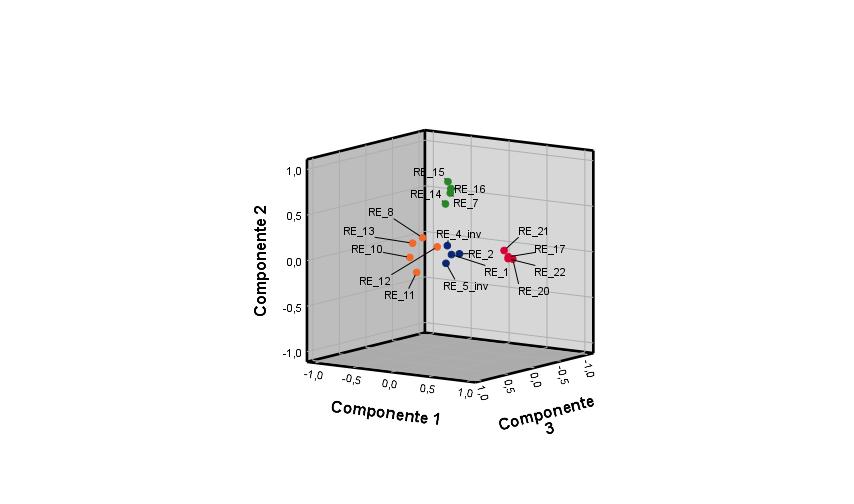 1,0
0,5
0,0
-0,5
-1,0
Componente 2
RE_15
RE_16
RE_14
RE_7
RE_8
RE_13
RE_10
RE_12
RE_11
RE_4_inv
RE_2
RE_1
RE_5_inv
RE_21
RE_17
RE_22
RE_20
-1,0
-0,5
0,0
0,5
1,0
Componente 1
1,0
0,5
0,0
-0,5
-1,0
Componente
3